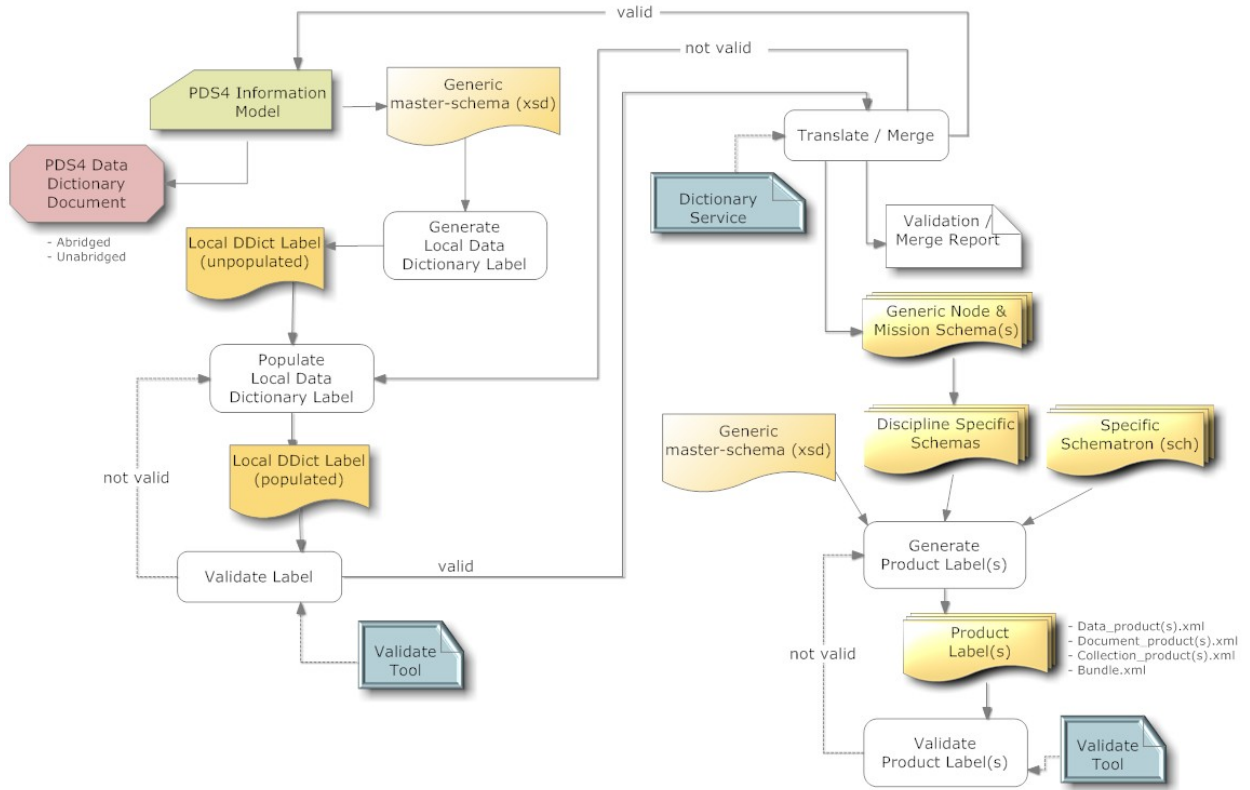 valid
not valid
PDS4 Information
Model
Generic
master-schema (xsd)
Translate / Merge
PDS4 Data
Dictionary
Document
- Abridged
- Unabridged
Dictionary
Service
Validation /
Merge Report
Generate
Local Data
Dictionary Label
Local DDict Label
(unpopulated)
Generic Node &
Mission Schema(s)
Populate
Local Data
Dictionary Label
Generic
master-schema (xsd)
Discipline Specific
Schemas
Specific
Schematron (sch)
Local DDict Label
(populated)
not valid
Validate Label
valid
Generate
Product Label(s)
Validate
Tool
Product
Label(s)
- Data_product(s).xml
- Document_product(s).xml
- Collection_product(s).xml
- Bundle.xml
not valid
Validate
Product Label(s)
Validate
Tool